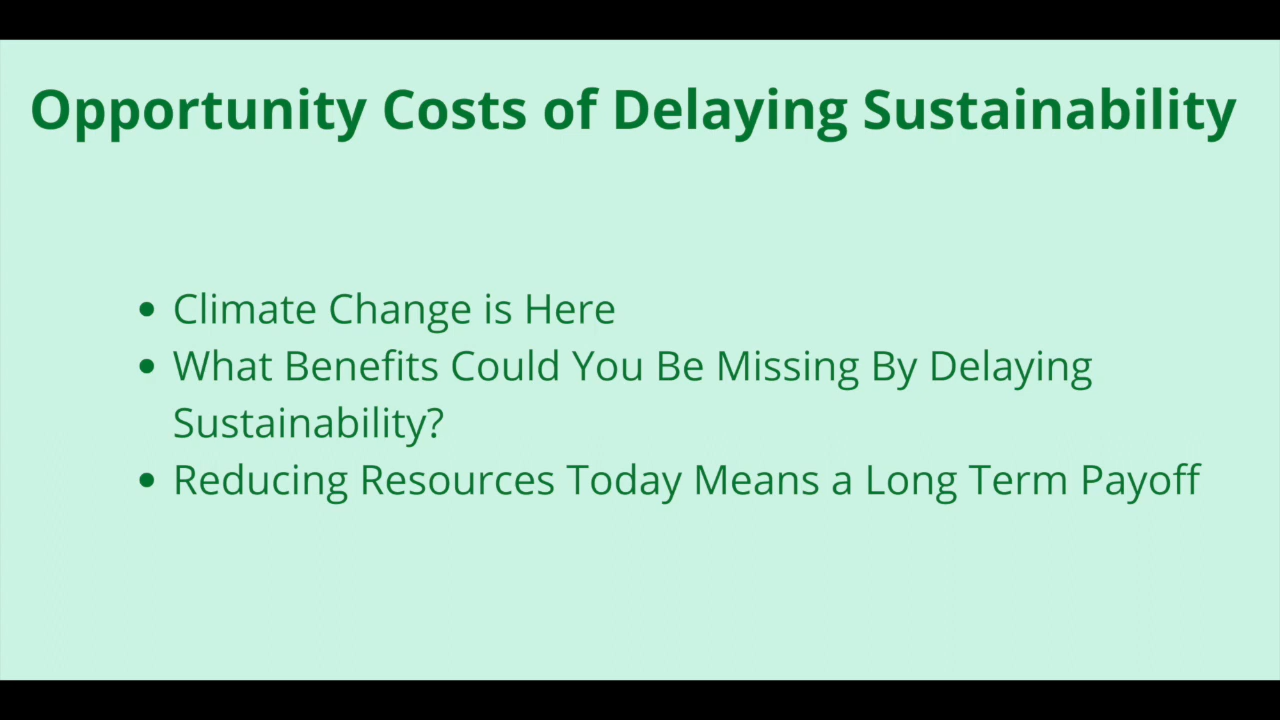 Opportunity Costs of Delaying Sustainability
• Climate Change is Here
• What Benefits Could You Be Missing By Delaying
Sustainability?
• Reducing Resources Today Means a Long Term Payoff